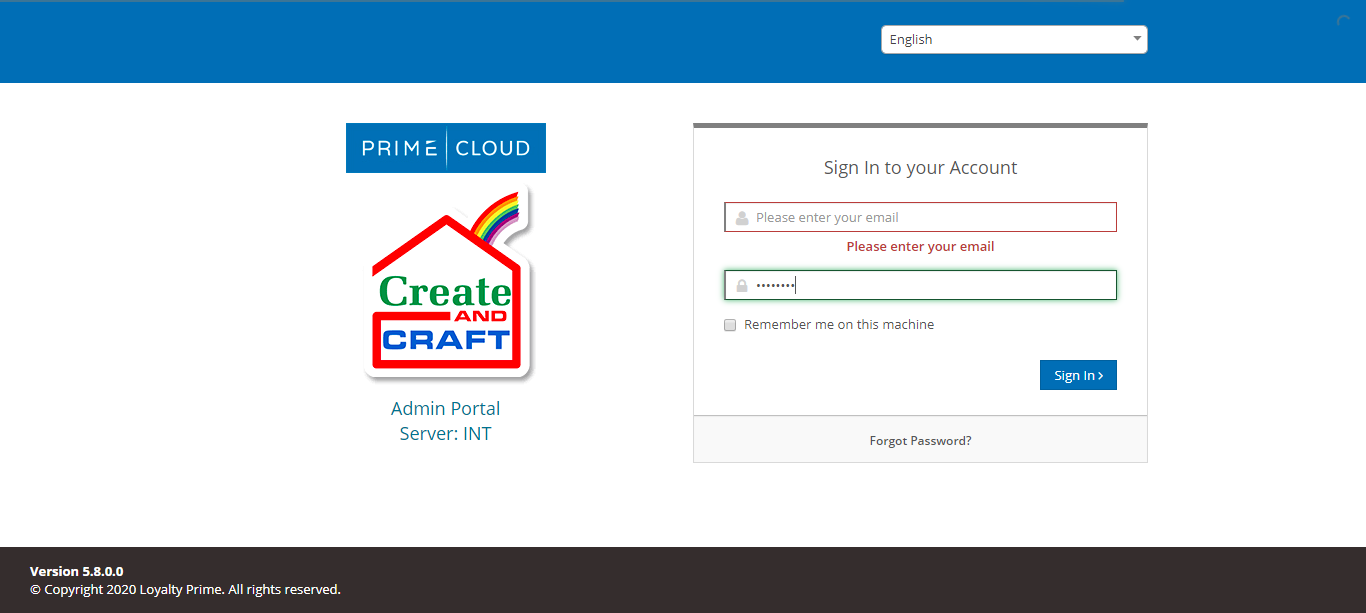 English
PRIME CLOUD
Create
AND
CRAFT
Admin Portal
Server: INT
Sign In to your Account
Please enter your email
Please enter your email
••••••••
Remember me on this machine
Sign In ›
Forgot Password?
Version 5.8.0.0
© Copyright 2020 Loyalty Prime. All rights reserved.